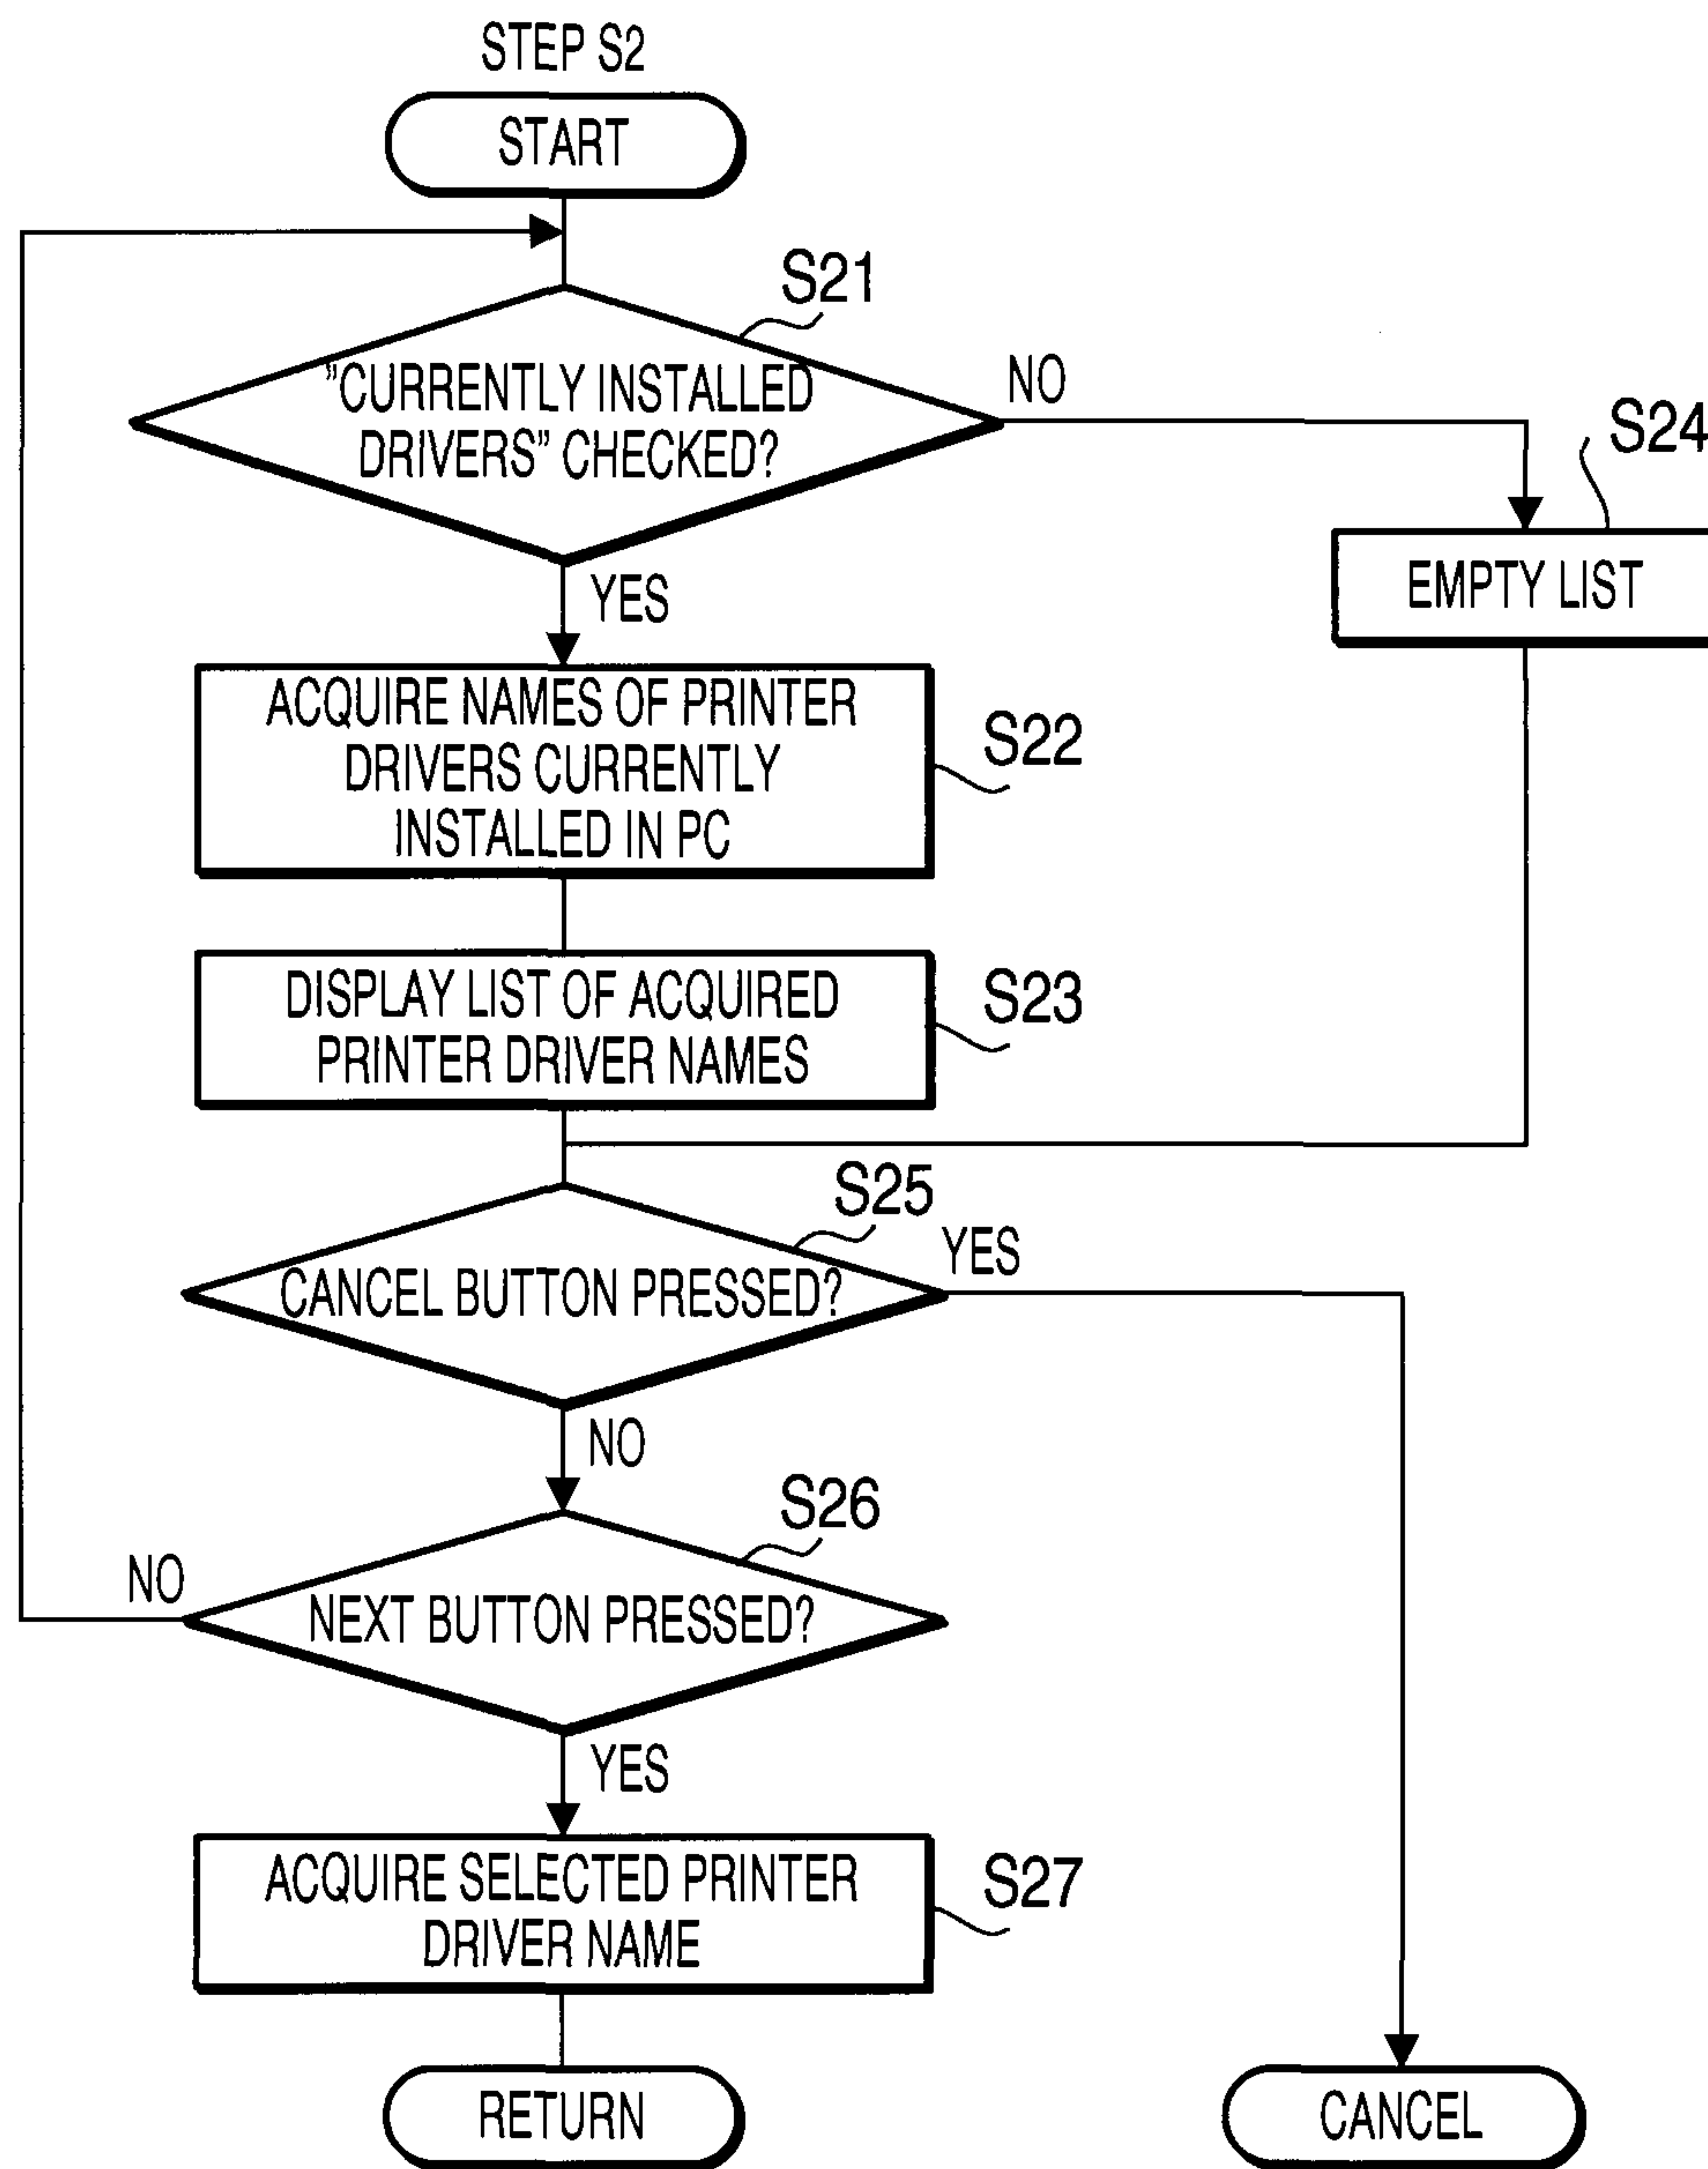 STEP S2
START
S21
”CURRENTLY INSTALLED
DRIVERS” CHECKED?
NO
S24
EMPTY LIST
YES
ACQUIRE NAMES OF PRINTER
DRIVERS CURRENTLY
INSTALLED IN PC
S22
DISPLAY LIST OF ACQUIRED
PRINTER DRIVER NAMES
S23
S25
CANCEL BUTTON PRESSED?
YES
NO
S26
NEXT BUTTON PRESSED?
NO
YES
ACQUIRE SELECTED PRINTER
DRIVER NAME
S27
RETURN
CANCEL